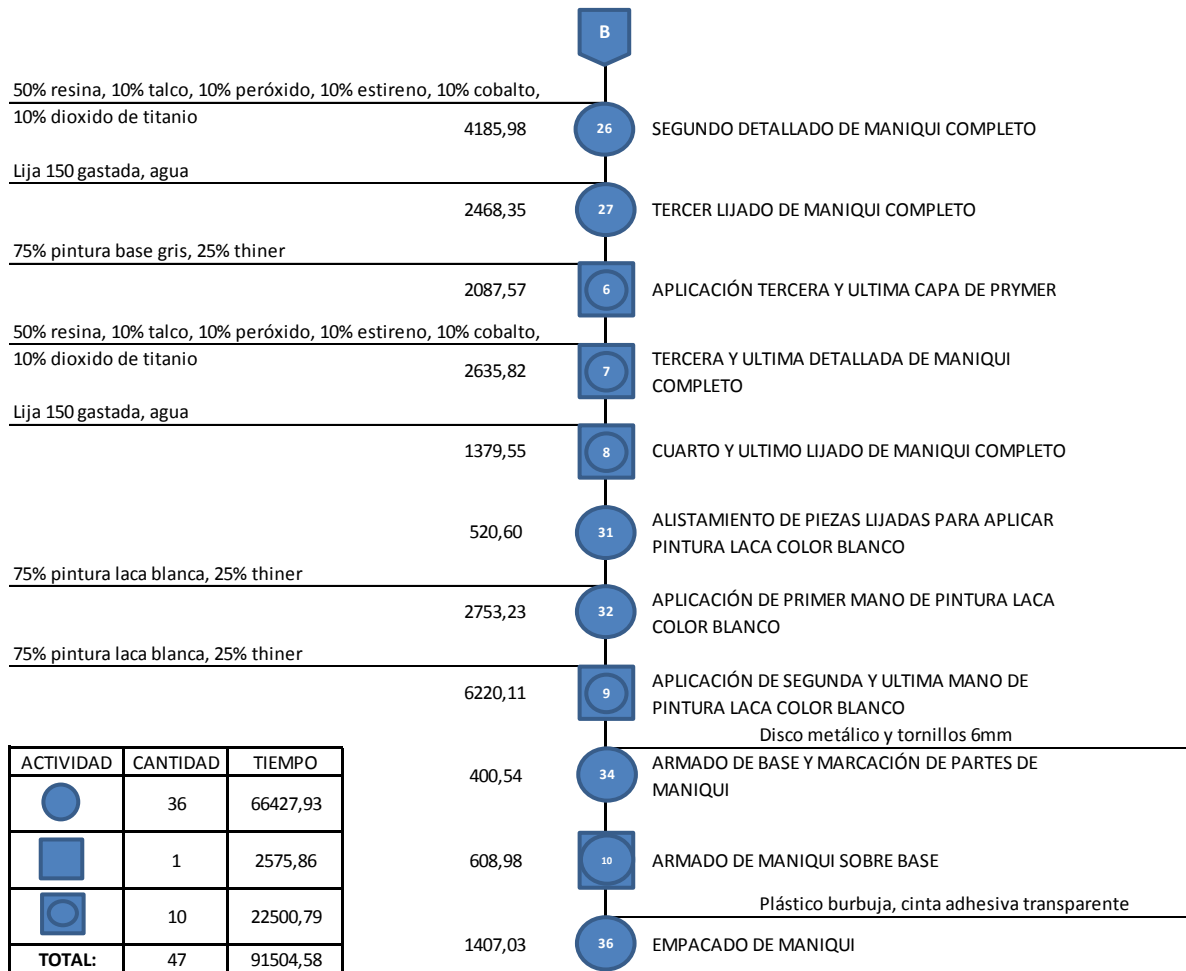 B
50% resina, 10% talco, 10% peróxido, 10% estireno, 10% cobalto,
10% dioxido de titanio
4185,98
26
SEGUNDO DETALLADO DE MANIQUI COMPLETO
Lija 150 gastada, agua
2468,35
27
TERCER LIJADO DE MANIQUI COMPLETO
75% pintura base gris, 25% thiner
2087,57
6
APLICACIÓN TERCERA Y ULTIMA CAPA DE PRYMER
50% resina, 10% talco, 10% peróxido, 10% estireno, 10% cobalto,
10% dioxido de titanio
2635,82
7
TERCERA Y ULTIMA DETALLADA DE MANIQUI
COMPLETO
Lija 150 gastada, agua
1379,55
8
CUARTO Y ULTIMO LIJADO DE MANIQUI COMPLETO
520,60
31
ALISTAMIENTO DE PIEZAS LIJADAS PARA APLICAR
PINTURA LACA COLOR BLANCO
75% pintura laca blanca, 25% thiner
2753,23
32
APLICACIÓN DE PRIMER MANO DE PINTURA LACA
COLOR BLANCO
75% pintura laca blanca, 25% thiner
6220,11
9
APLICACIÓN DE SEGUNDA Y ULTIMA MANO DE
PINTURA LACA COLOR BLANCO
Disco metálico y tornillos 6mm
400,54
34
ARMADO DE BASE Y MARCACIÓN DE PARTES DE
MANIQUI
608,98
10
ARMADO DE MANIQUI SOBRE BASE
Plástico burbuja, cinta adhesiva transparente
1407,03
36
EMPACADO DE MANIQUI
ACTIVIDAD CANTIDAD TIEMPO
36 66427,93
1 2575,86
10 22500,79
TOTAL: 47 91504,58